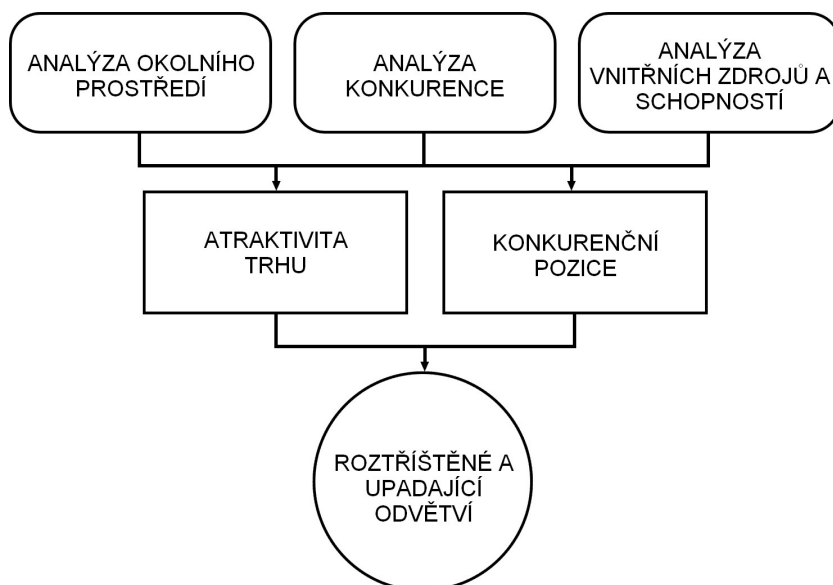 ANALÝZA OKOLNÍHO
PROSTŘEDÍ
ANALÝZA
KONKURENCE
ANALÝZA
VNITŘNÍCH ZDROJŮ A
SCHOPNOSTÍ
ATRAKTIVITA
TRHU
KONKURENČNÍ
POZICE
ROZTŘÍŠTĚNÉ A
UPADAJÍCÍ
ODVĚTVÍ